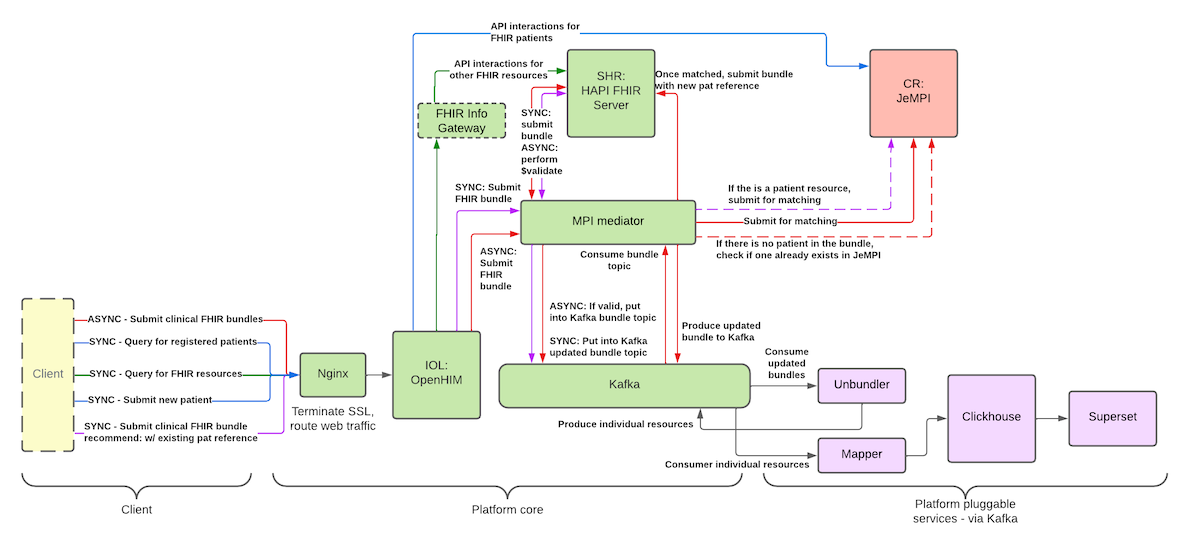 API interactions for
FHIR patients
API interactions for
other FHIR resources
SHR:
HAPI FHIR
Server
Once matched, submit bundle
with new pat reference
CR:
JeMPI
FHIR Info
Gateway
SYNC:
submit
bundle
ASYNC:
perform
$validate
SYNC: Submit
FHIR bundle
If the is a patient resource,
submit for matching
MPI mediator
Submit for matching
ASYNC:
Submit
FHIR
bundle
Consume bundle
topic
If there is no patient in the bundle,
check if one already exists in JeMPI
ASYNC - Submit clinical FHIR bundles
SYNC - Query for registered patients
Client
SYNC - Query for FHIR resources
SYNC - Submit new patient
SYNC - Submit clinical FHIR bundle
recommend: w/ existing pat reference
Nginx
Terminate SSL,
route web traffic
IOL:
OpenHIM
ASYNC: If valid, put
into Kafka bundle topic
SYNC: Put into Kafka
updated bundle topic
Produce updated
bundle to Kafka
Consume
updated
bundles
Kafka
Unbundler
Produce individual resources
Mapper
Consumer individual resources
Clickhouse
Superset
Client
Platform core
Platform pluggable
services - via Kafka